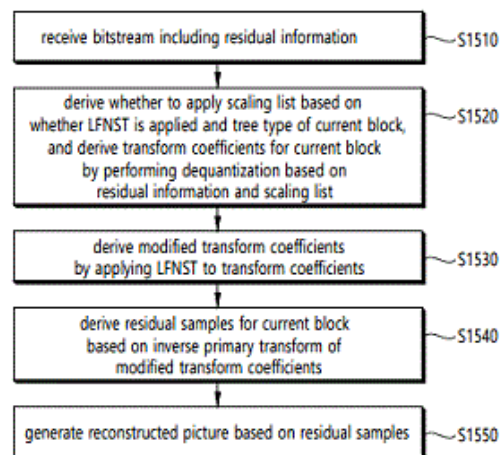 receive bitstream including residual information
S1510
derive whether to apply scaling list based on
whether LFNST is applied and tree type of current block,
and derive transform coefficients for current block
by performing dequantization based on
residual information and scaling list
S1520
derive modified transform coefficients
by applying LFNST to transform coefficients
S1530
derive residual samples for current block
based on inverse primary transform of
modified transform coefficients
S1540
generate reconstructed picture based on residual samples
S1550